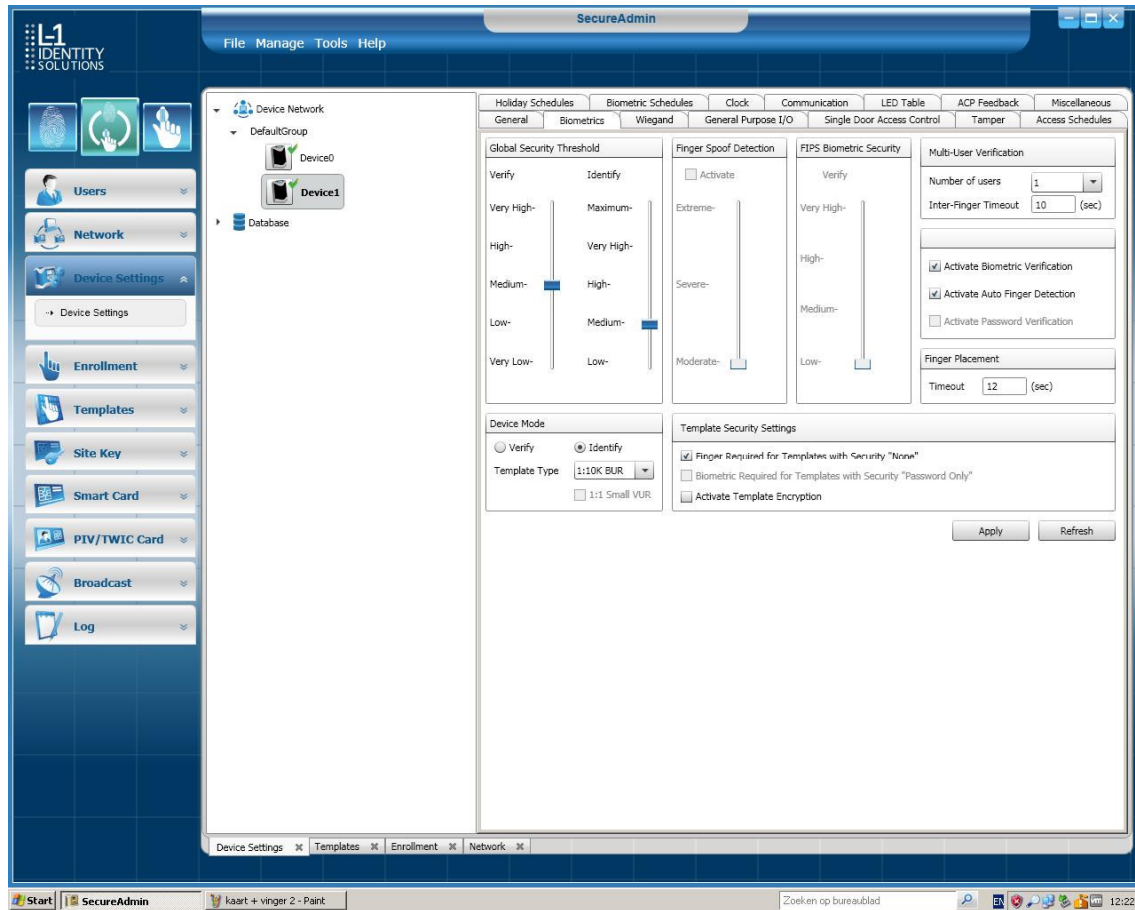 SecureAdmin
L-1
IDENTITY
SOLUTIONS
File Manage Tools Help
Users
Network
Device Settings
Device Settings
Enrollment
Templates
Site Key
Smart Card
PIV/TWIC Card
Broadcast
Log
Device Network
DefaultGroup
Device0
Device1
Database
Holiday Schedules Biometric Schedules Clock Communication LED Table ACP Feedback Miscellaneous
General Biometrics Wiegand General Purpose I/O Single Door Access Control Tamper Access Schedules
Global Security Threshold
Verify Identify
Very High- Maximum-
High- Very High-
Medium- High-
Low- Medium-
Very Low- Low-
Finger Spoof Detection
Activate
Extreme-
Severe-
Moderate-
FIPS Biometric Security
Verify
Very High-
High-
Medium-
Low-
Multi-User Verification
Number of users 1
Inter-Finger Timeout 10 (sec)
Activate Biometric Verification
Activate Auto Finger Detection
Activate Password Verification
Finger Placement
Timeout 12 (sec)
Device Mode
Verify Identify
Template Type 1:10K BUR
1:1 Small VUR
Template Security Settings
Finger Required for Templates with Security "None"
Biometric Required for Templates with Security "Password Only"
Activate Template Encryption
Apply Refresh
Device Settings Templates Enrollment Network
Start SecureAdmin kaart + vinger 2 - Paint Zoeken op bureaublad EN 12:22